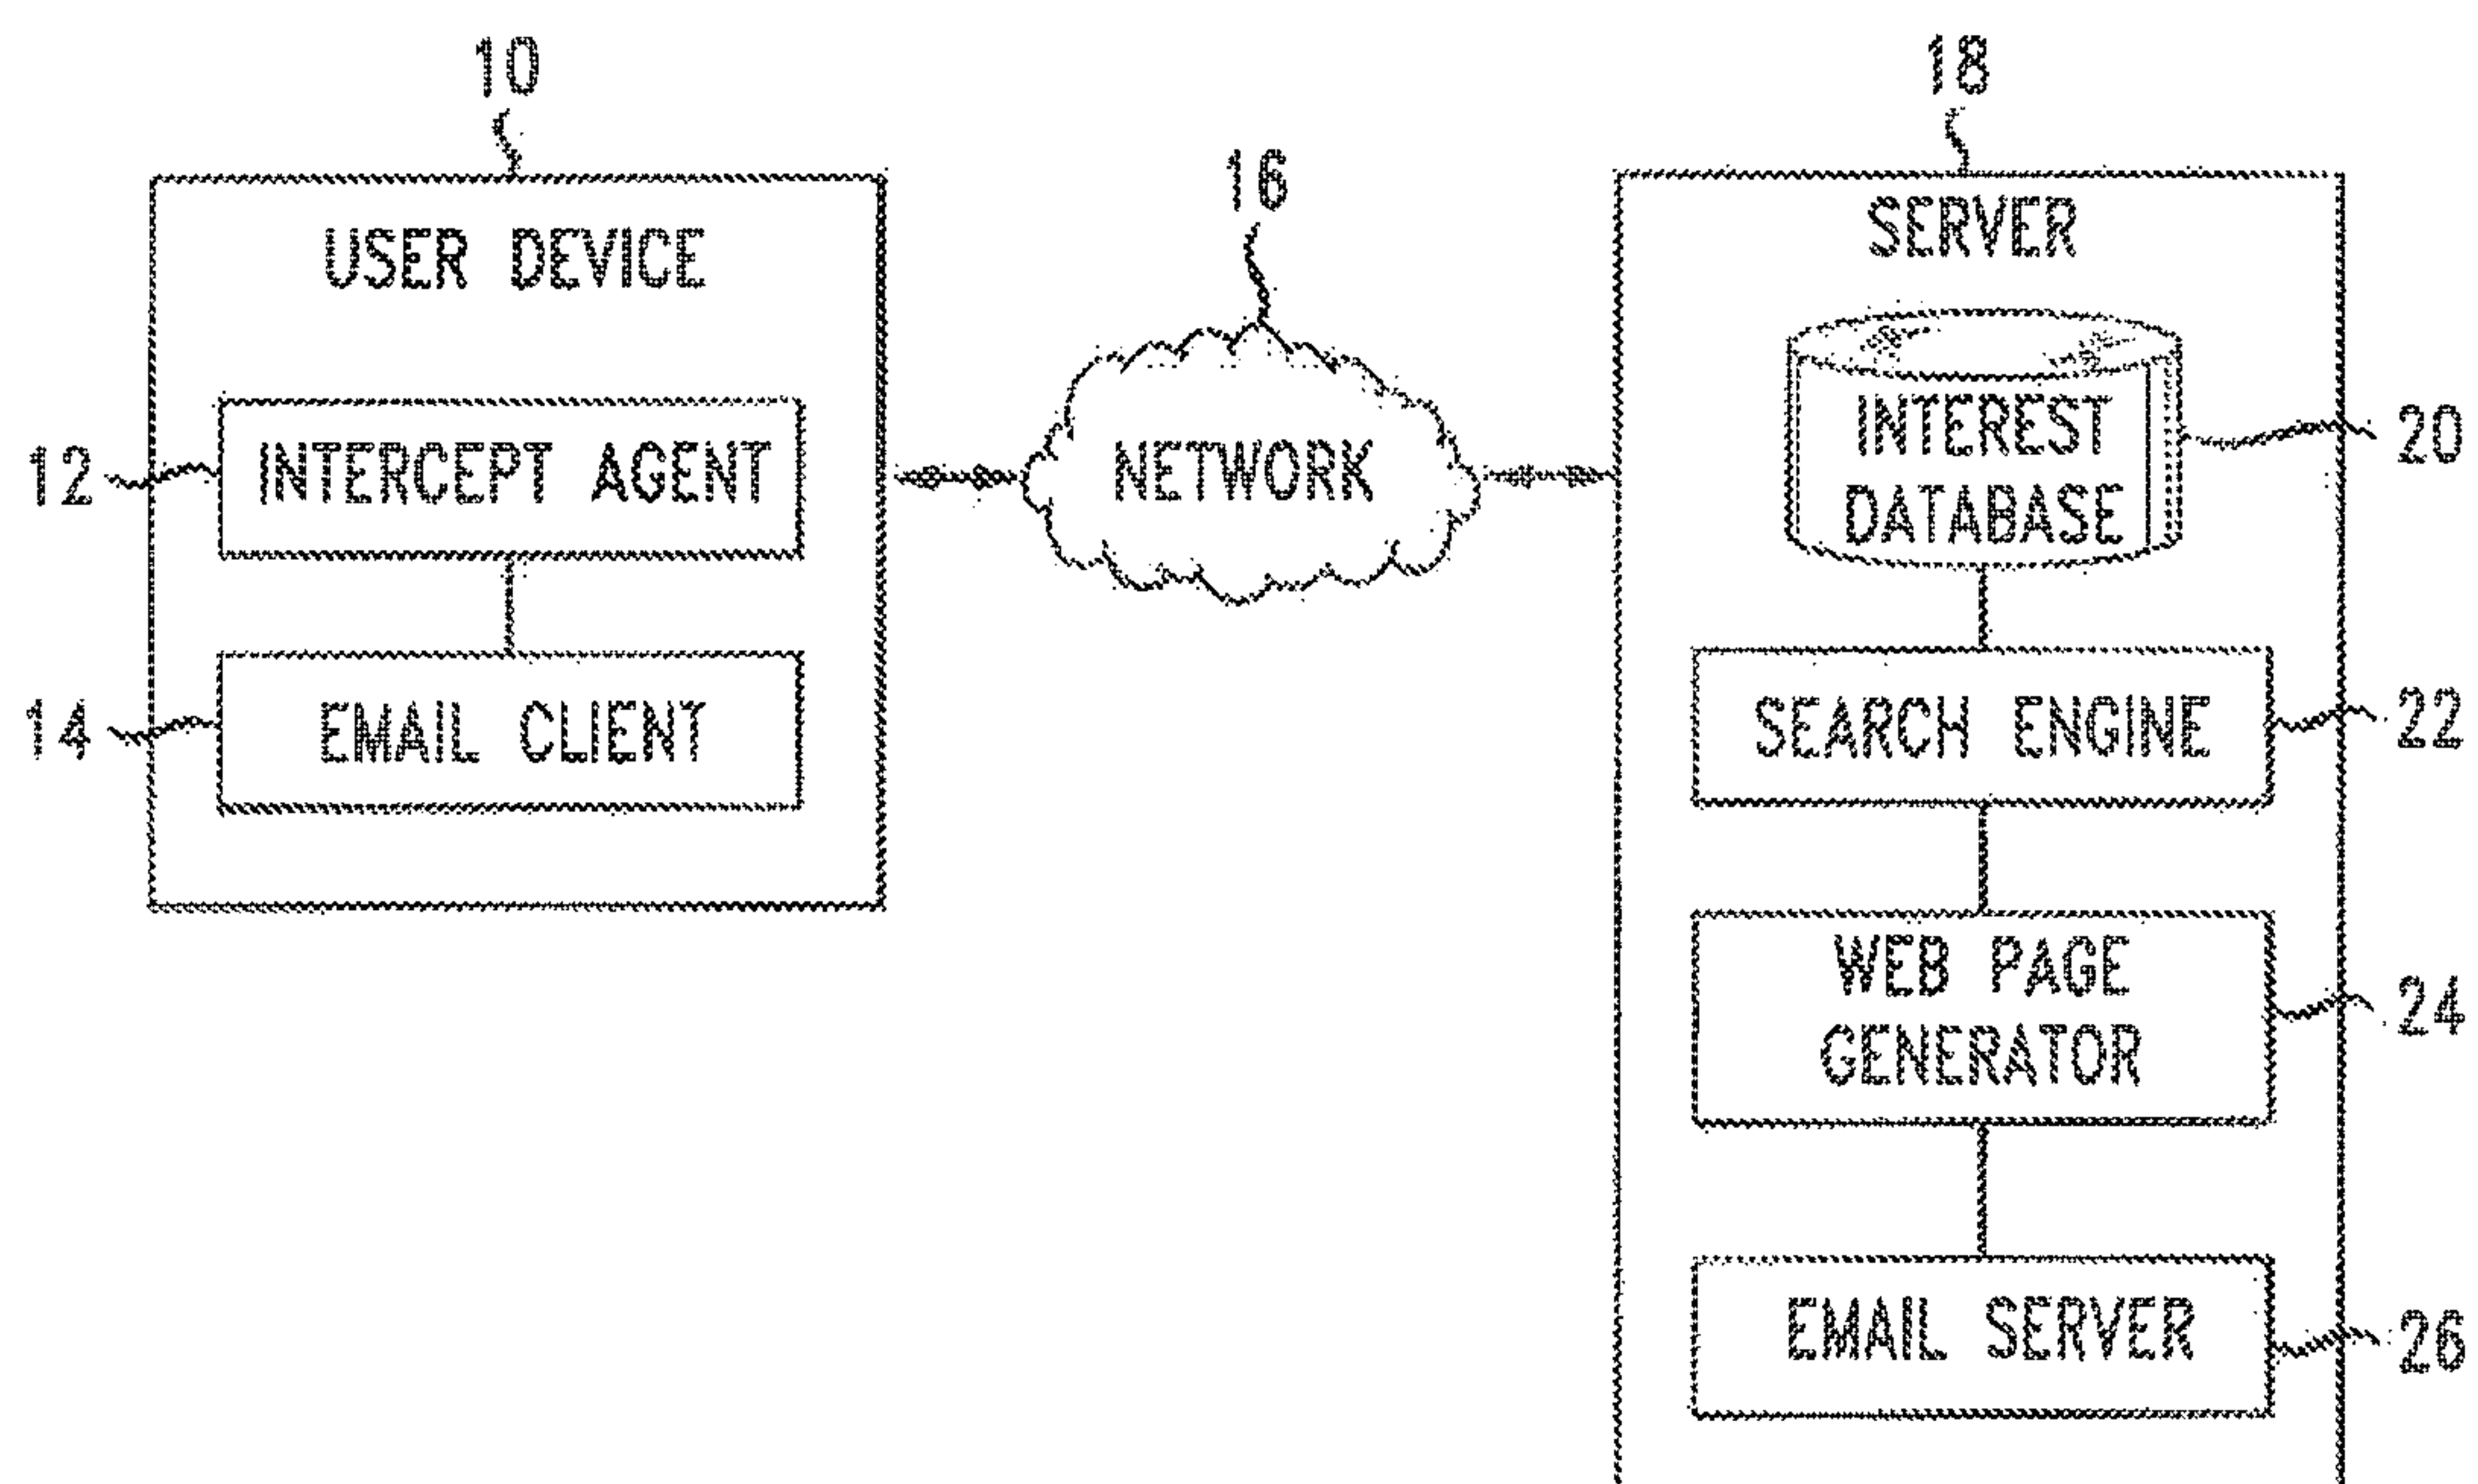 10
18
16
USER DEVICE
SERVER
12
INTERCEPT AGENT
NETWORK
INTEREST
DATABASE
20
14
EMAIL CLIENT
SEARCH ENGINE
22
WEB PAGE
GENERATOR
24
EMAIL SERVER
26